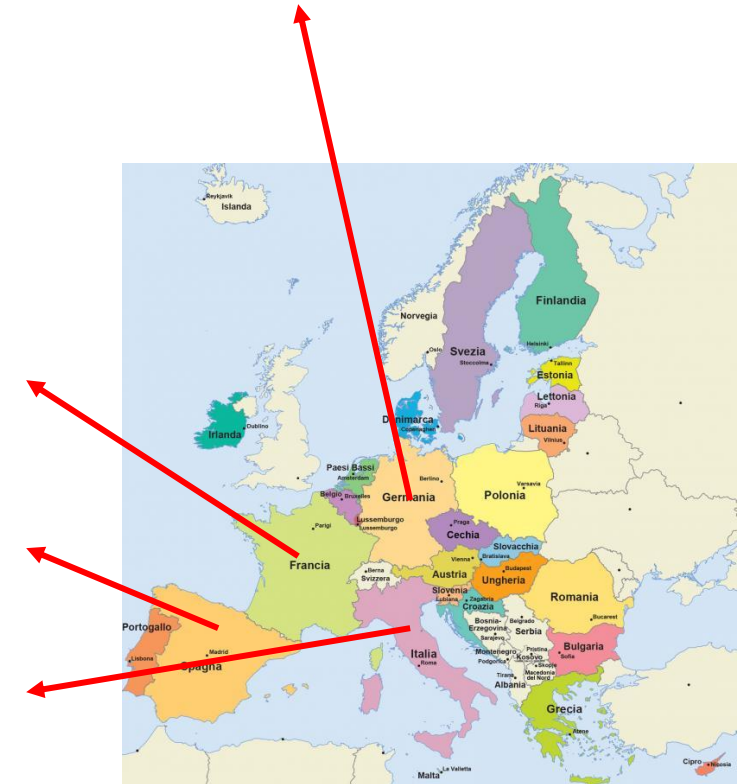 Reykjavik
Islanda
Finlandia
Norvegia
Helsinki
Oslo
Svezia
Stoccolma
Tallinn
Estonia
Lettonia
Riga
Danimarca
Copenaghen
Lituania
Vilnius
Irlanda
Dublino
Paesi Bassi
Amsterdam
Berlino
Varsavia
Belgio
Bruxelles
Germania
Polonia
Lussemburgo
Lussemburgo
Parigi
Praga
Cechia
Slovacchia
Bratislava
Vienna
Francia
Berna
Svizzera
Austria
Budapest
Ungheria
Slovenia
Lubiana
Zagabria
Croazia
Romania
Bucarest
Portogallo
Bosnia-
Erzegovina
Sarajevo
Belgrado
Serbia
Madrid
Lisbona
Spagna
Italia
Roma
Montenegro
Podgorica
Pristina
Kosovo
Bulgaria
Sofia
Skopje
Macedonia
del Nord
Tirana
Albania
Grecia
Atene
La Valletta
Malta
Cipro
Nicosia